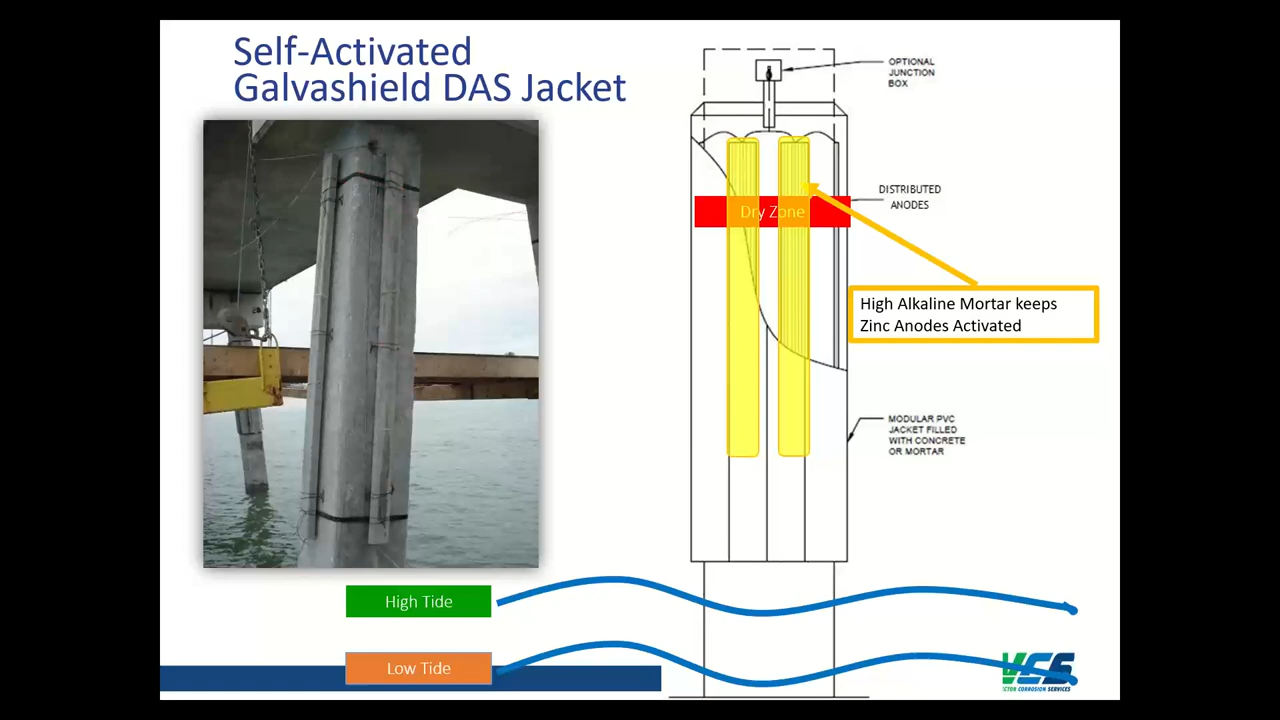 Self-Activated
Galvashield DAS Jacket
OPTIONAL
JUNCTION
BOX
DISTRIBUTED
ANODES
Dry Zone
High Alkaline Mortar keeps
Zinc Anodes Activated
MODULAR PVC
JACKET FILLED
WITH CONCRETE
OR MORTAR
High Tide
Low Tide
VCS
CTOR CORROSION SERVICES